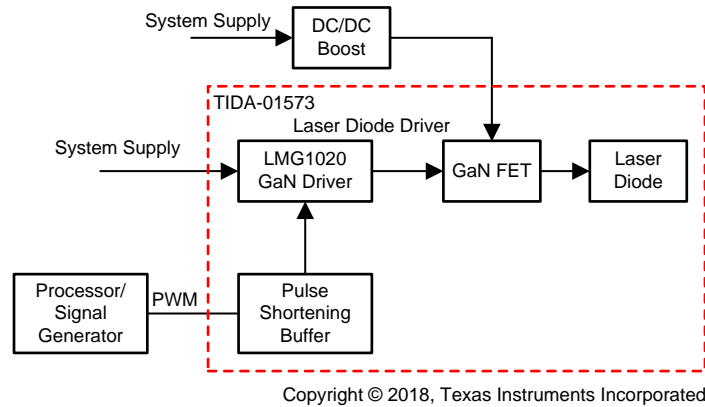 System Supply
DC/DC
Boost
TIDA-01573
Laser Diode Driver
System Supply
LMG1020
GaN Driver
GaN FET
Laser
Diode
Processor/
Signal
Generator
PWM
Pulse
Shortening
Buffer
Copyright © 2018, Texas Instruments Incorporated